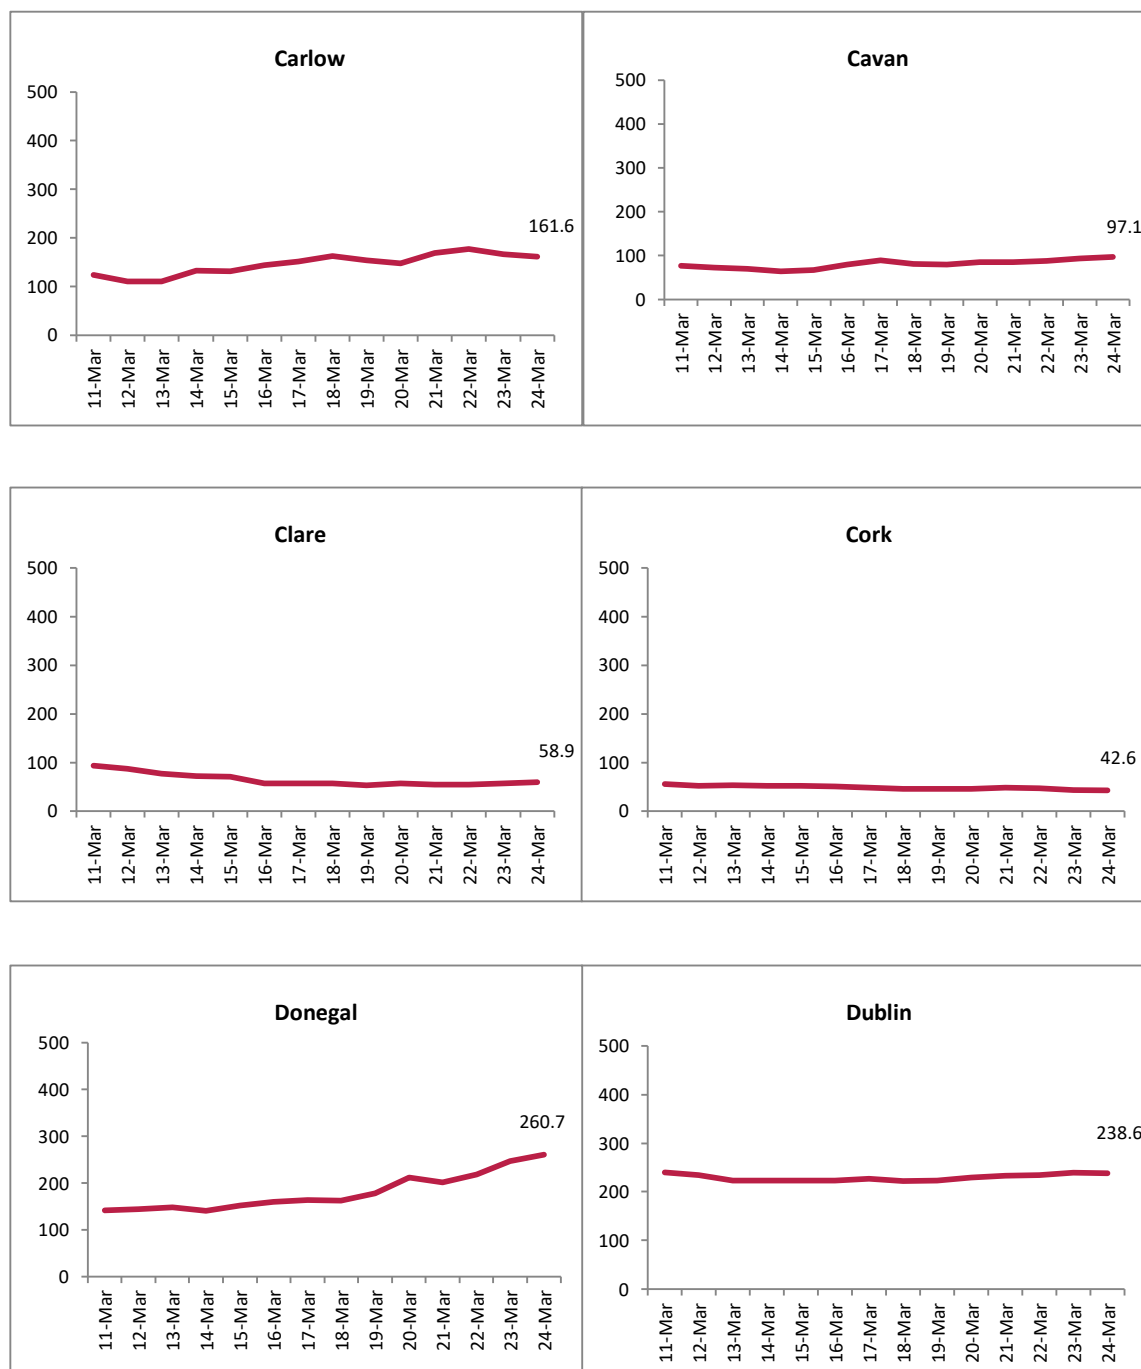 Carlow
500
400
300
200
100
0
161.6
11-Mar
12-Mar
13-Mar
14-Mar
15-Mar
16-Mar
17-Mar
18-Mar
19-Mar
20-Mar
21-Mar
22-Mar
23-Mar
24-Mar
Cavan
500
400
300
200
100
0
97.1
11-Mar
12-Mar
13-Mar
14-Mar
15-Mar
16-Mar
17-Mar
18-Mar
19-Mar
20-Mar
21-Mar
22-Mar
23-Mar
24-Mar
Clare
500
400
300
200
100
0
58.9
11-Mar
12-Mar
13-Mar
14-Mar
15-Mar
16-Mar
17-Mar
18-Mar
19-Mar
20-Mar
21-Mar
22-Mar
23-Mar
24-Mar
Cork
500
400
300
200
100
0
42.6
11-Mar
12-Mar
13-Mar
14-Mar
15-Mar
16-Mar
17-Mar
18-Mar
19-Mar
20-Mar
21-Mar
22-Mar
23-Mar
24-Mar
Donegal
500
400
300
200
100
0
260.7
11-Mar
12-Mar
13-Mar
14-Mar
15-Mar
16-Mar
17-Mar
18-Mar
19-Mar
20-Mar
21-Mar
22-Mar
23-Mar
24-Mar
Dublin
500
400
300
200
100
0
238.6
11-Mar
12-Mar
13-Mar
14-Mar
15-Mar
16-Mar
17-Mar
18-Mar
19-Mar
20-Mar
21-Mar
22-Mar
23-Mar
24-Mar